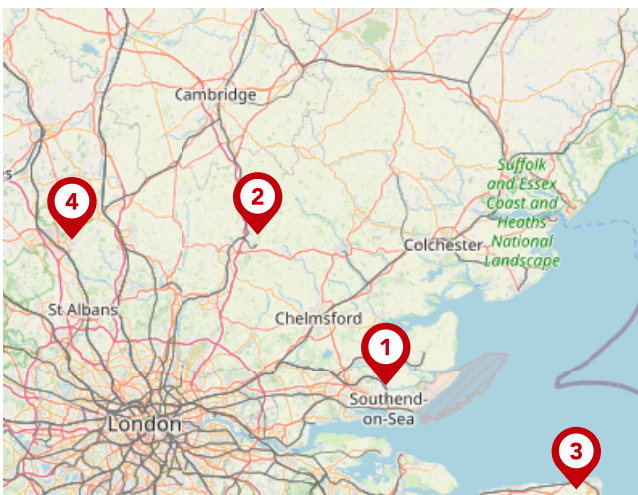 Cambridge
s
Suffolk
and Essex
Coast and
Heaths
National
Landscape
4
2
Colchester
St Albans
Chelmsford
1
Southend-
on-Sea
London
3